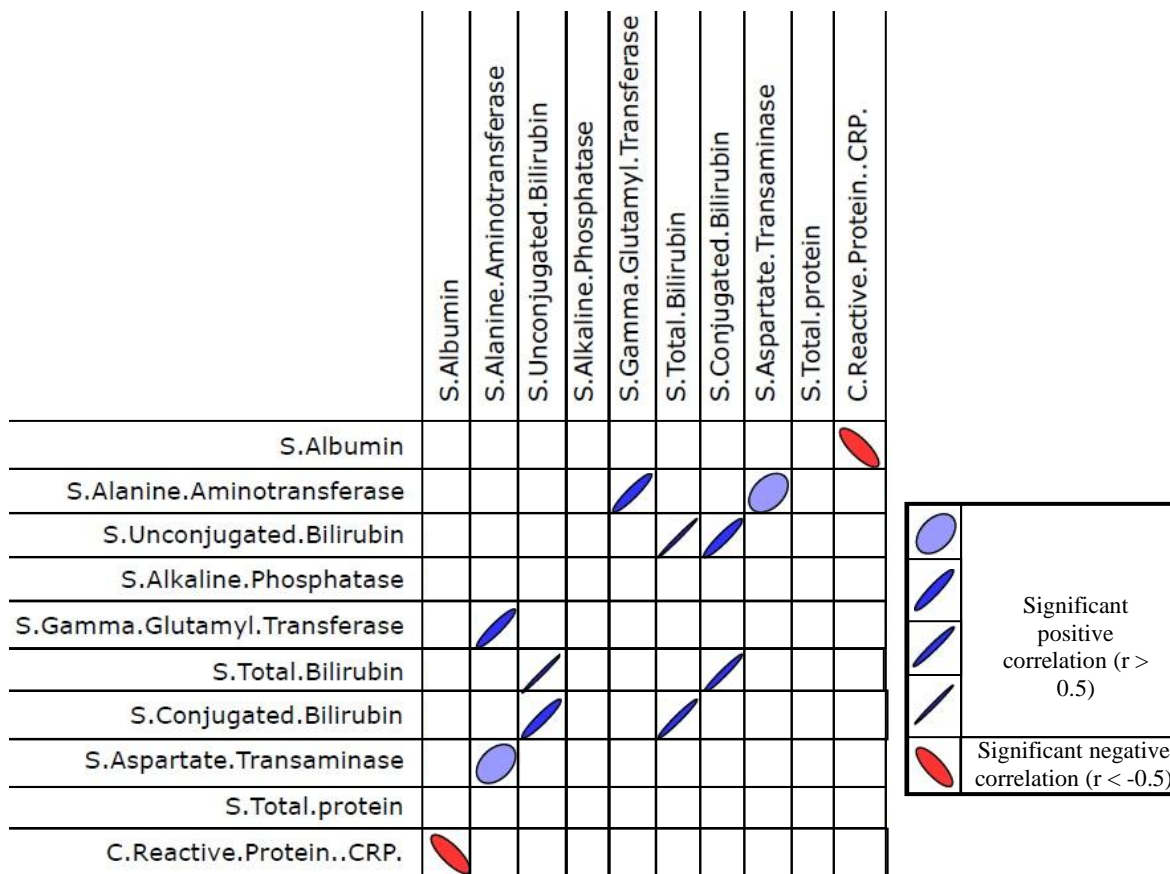 S.Albumin
S.Alanine.Aminotransferase
S.Unconjugated.Bilirubin
S.Alkaline.Phosphatase
S.Gamma.Glutamyl.Transferase
S.Total.Bilirubin
S.Conjugated.Bilirubin
S.Aspartate.Transaminase
S.Total.protein
C.Reactive.Protein..CRP.
S.Albumin
S.Alanine.Aminotransferase
S.Unconjugated.Bilirubin
S.Alkaline.Phosphatase
S.Gamma.Glutamyl.Transferase
S.Total.Bilirubin
S.Conjugated.Bilirubin
S.Aspartate.Transaminase
S.Total.protein
C.Reactive.Protein..CRP.
Significant
positive
correlation (r >
0.5)
Significant negative
correlation (r < -0.5)